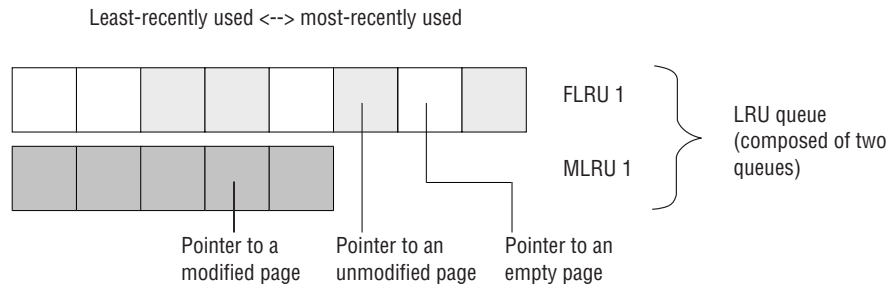 Least-recently used <--> most-recently used
FLRU 1
MLRU 1
LRU queue
(composed of two
queues)
Pointer to a
modified page
Pointer to an
unmodified page
Pointer to an
empty page